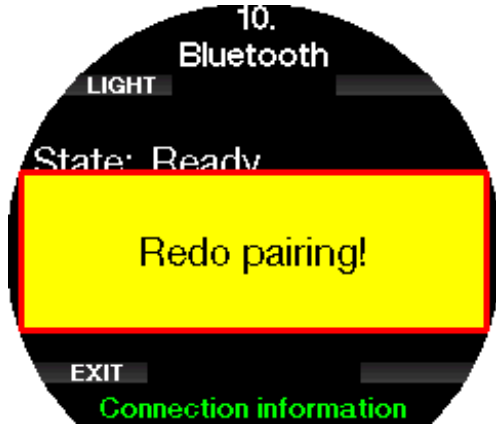 10.
Bluetooth
LIGHT
State: Ready
Redo pairing!
EXIT
Connection information